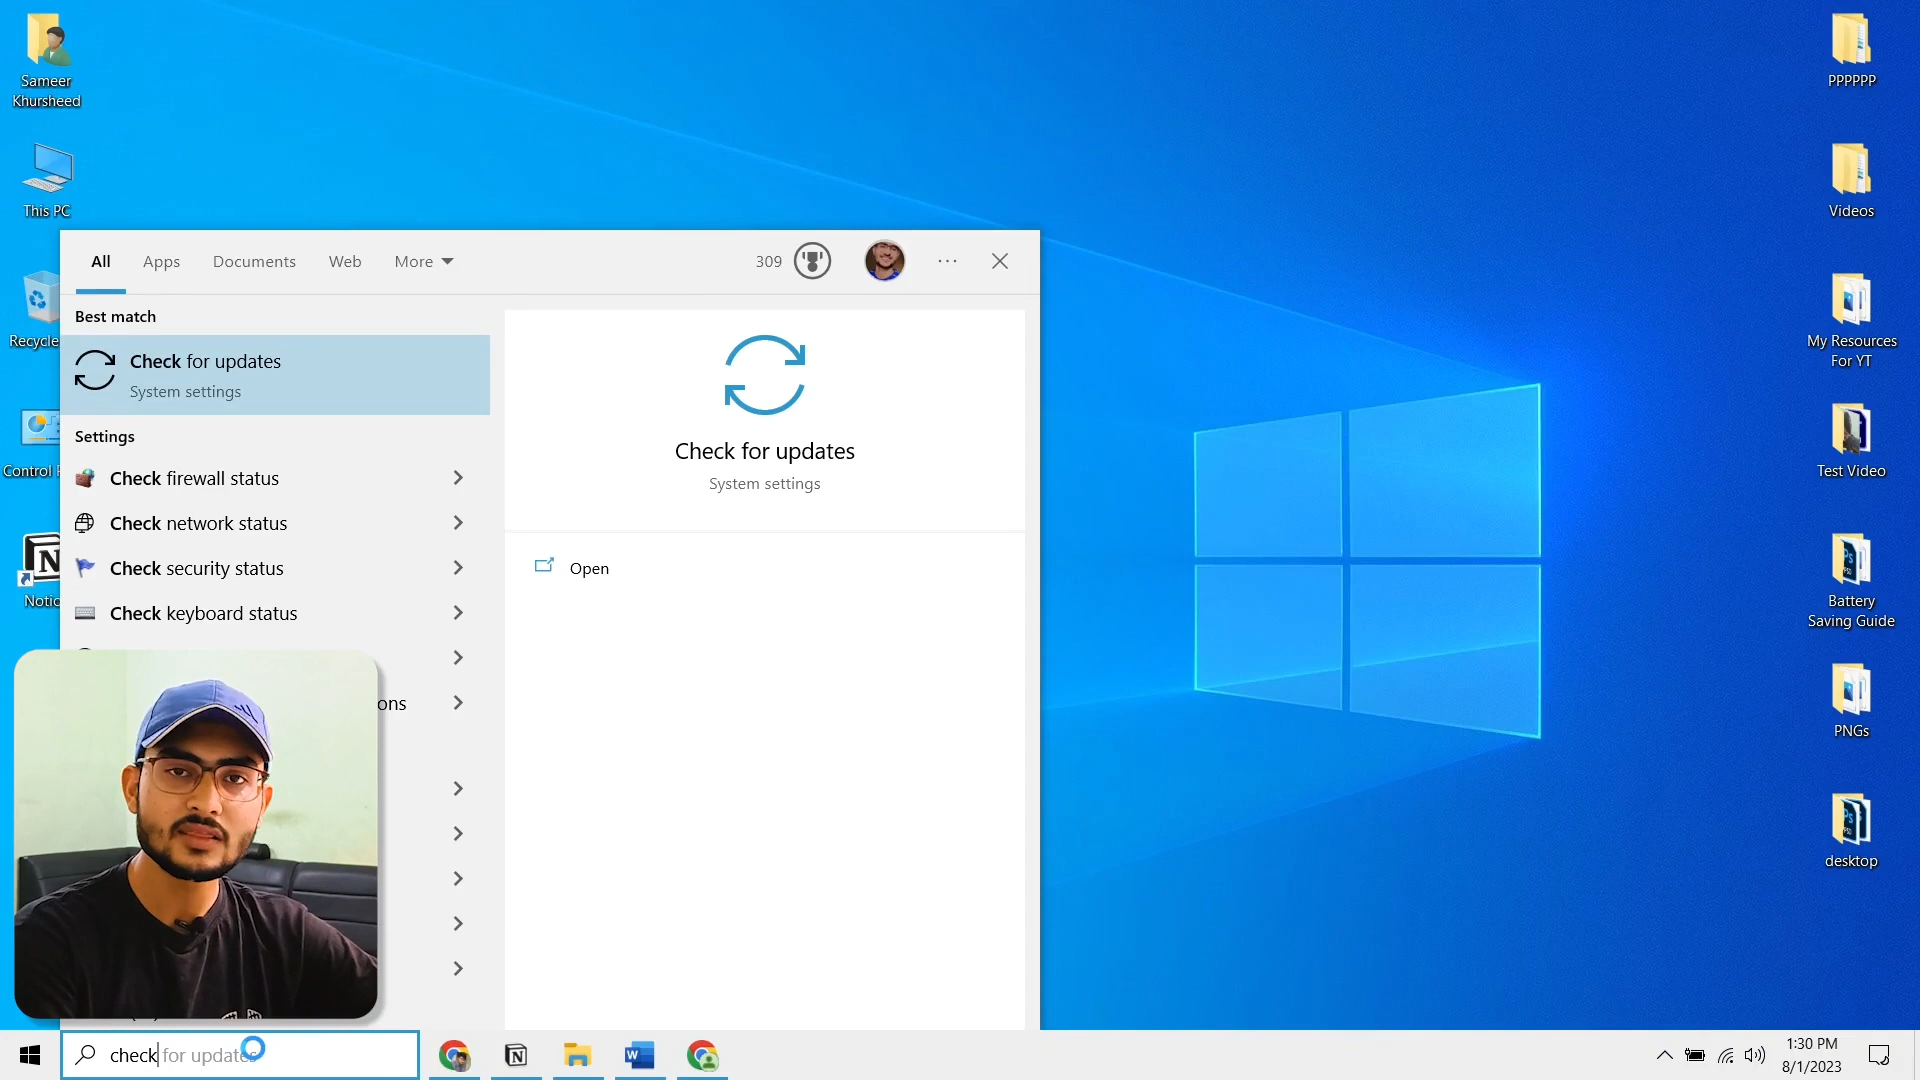 Sameer
Khursheed
This PC
Recycle
Control
Notic
All
Apps
Documents
Web
More
309
Best match
Check for updates
System settings
Settings
Check firewall status
Check network status
Check security status
Check keyboard status
ons
Check for updates
System settings
Open
PPPPPP
Videos
My Resources
For YT
Test Video
Battery
Saving Guide
PNGs
desktop
check for updates
1:30 PM
8/1/2023